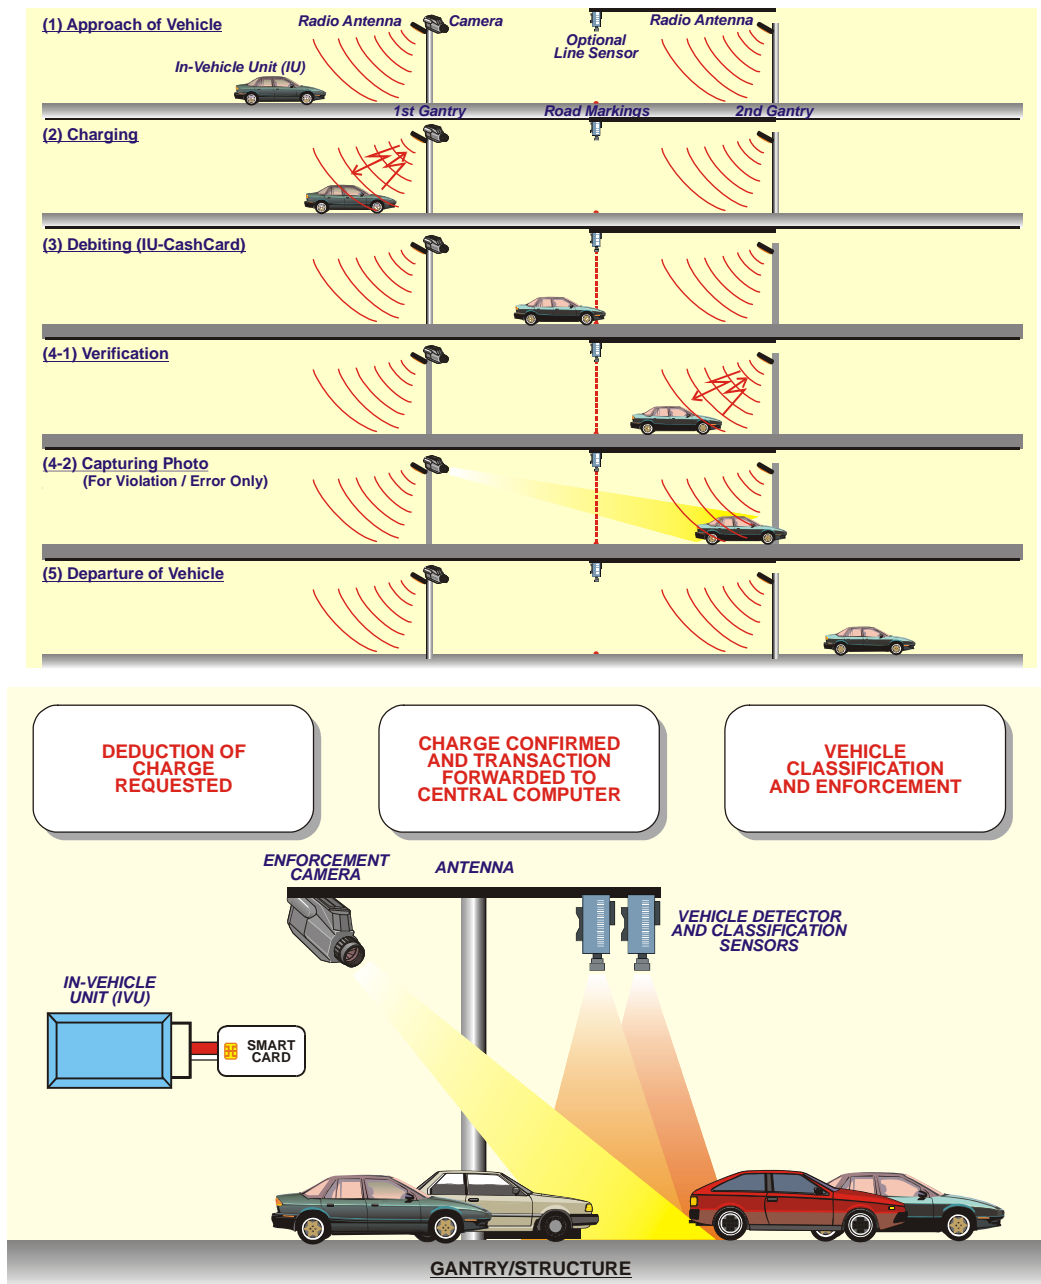 (1) Approach of Vehicle
Radio Antenna
Camera
Optional
Line Sensor
Radio Antenna
In-Vehicle Unit (IU)
1st Gantry
Road Markings
2nd Gantry
(2) Charging
(3) Debiting (IU-CashCard)
(4-1) Verification
(4-2) Capturing Photo
(For Violation / Error Only)
(5) Departure of Vehicle
DEDUCTION OF
CHARGE
REQUESTED
CHARGE CONFIRMED
AND TRANSACTION
FORWARDED TO
CENTRAL COMPUTER
VEHICLE
CLASSIFICATION
AND ENFORCEMENT
ENFORCEMENT
CAMERA
ANTENNA
VEHICLE DETECTOR
AND CLASSIFICATION
SENSORS
IN-VEHICLE
UNIT (IVU)
SMART
CARD
GANTRY/STRUCTURE